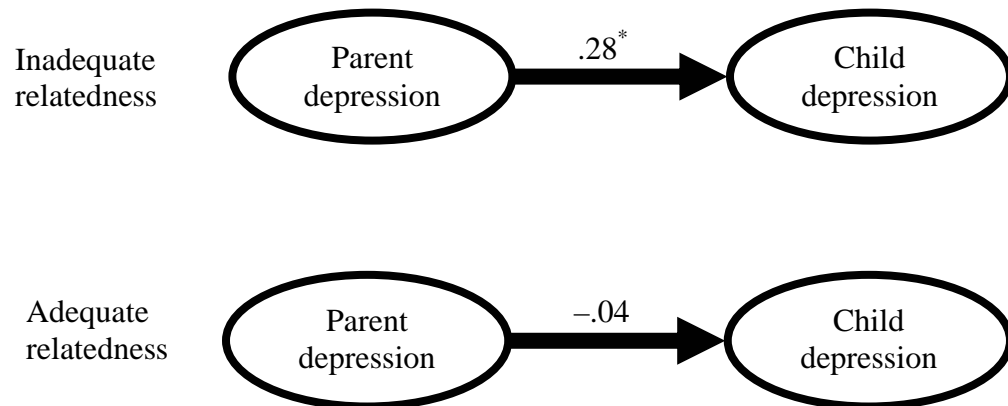 Inadequate
relatedness
Parent
depression
.28*
Child
depression
Adequate
relatedness
Parent
depression
–.04
Child
depression